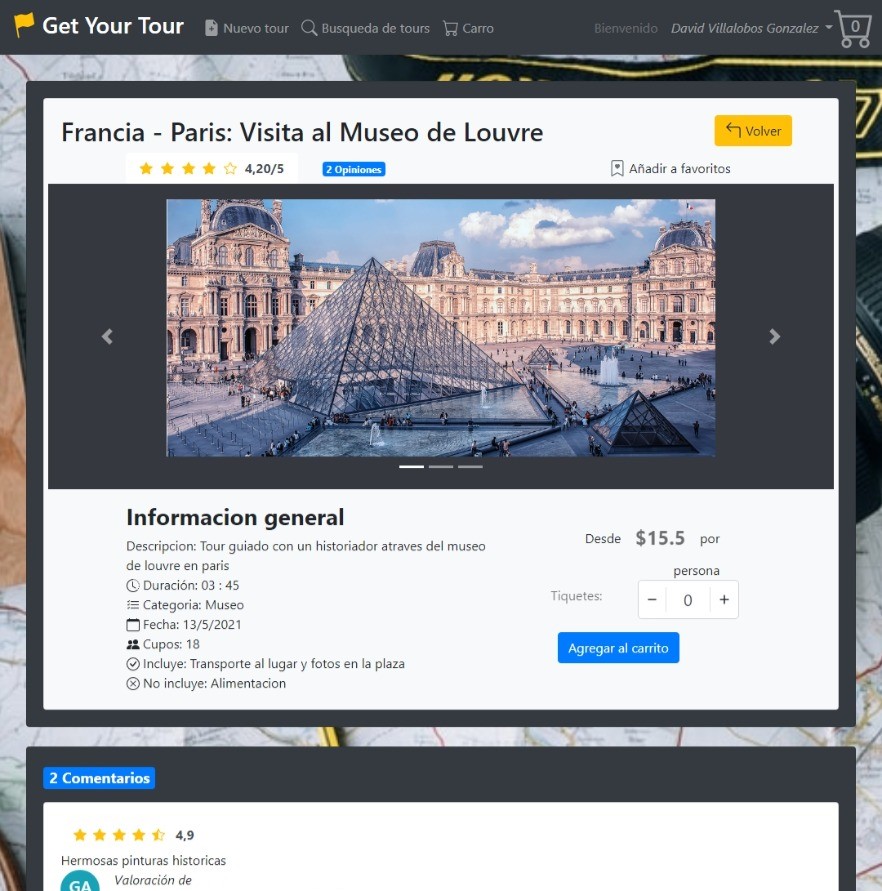 Get Your Tour Nuevo tour Busqueda de tours Carro Bienvenido David Villalobos Gonzalez 0
Francia - Paris: Visita al Museo de Louvre
Volver
4,20/5 2 Opiniones Añadir a favoritos
Informacion general
Descripcion: Tour guiado con un historiador atraves del museo
de louvre en paris
Duración: 03 : 45
Categoria: Museo
Fecha: 13/5/2021
Cupos: 18
Incluye: Transporte al lugar y fotos en la plaza
No incluye: Alimentacion
Desde $15.5 por
persona
Tiquetes: − 0 +
Agregar al carrito
2 Comentarios
4,9
Hermosas pinturas historicas
GA
Valoración de